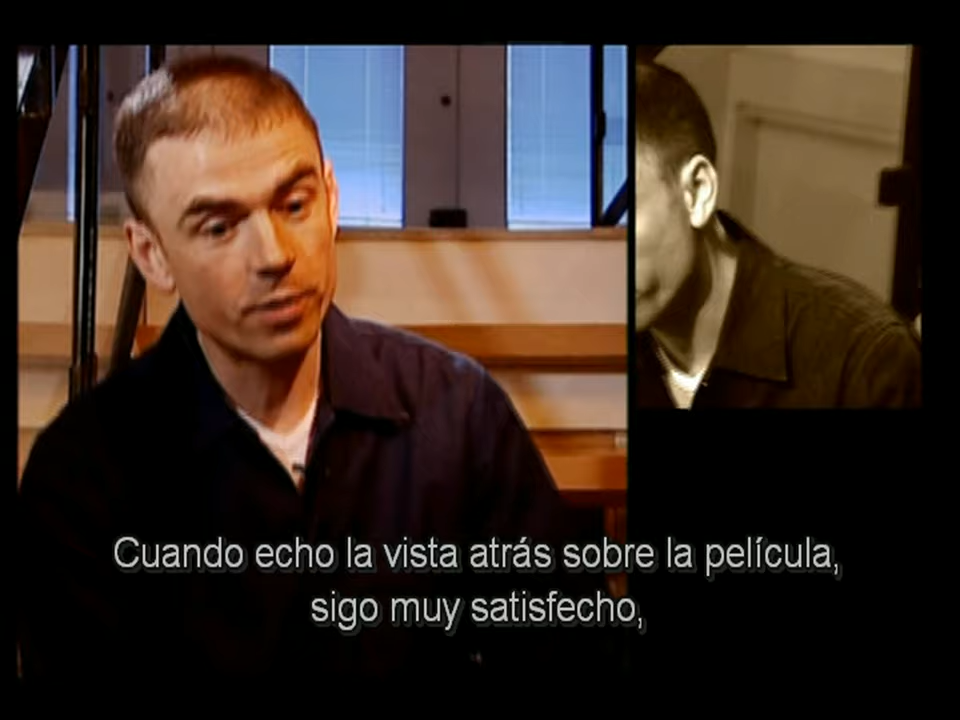 Cuando echo la vista atrás sobre la película,
sigo muy satisfecho,